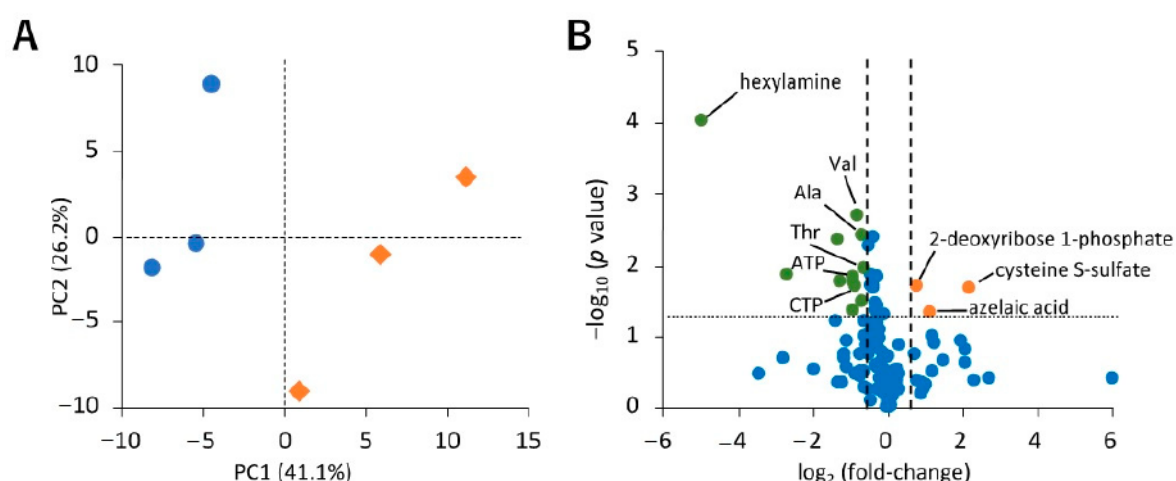 A
10
5
0
−5
−10
PC2 (26.2%)
−10
−5
0
5
10
15
PC1 (41.1%)
B
5
4
3
2
1
0
−log10 (p value)
hexylamine
Val
Ala
Thr
ATP
CTP
2-deoxyribose 1-phosphate
cysteine S-sulfate
azelaic acid
−6
−4
−2
0
2
4
6
log2 (fold-change)